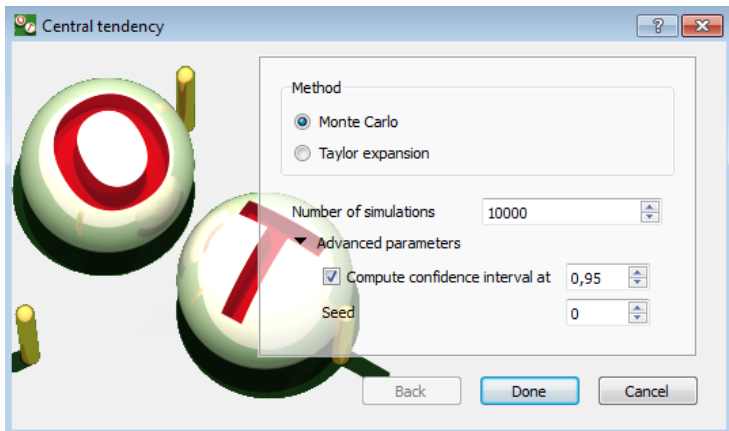 Central tendency
Method
Monte Carlo
Taylor expansion
Number of simulations 10000
Advanced parameters
Compute confidence interval at 0,95
Seed 0
Back Done Cancel